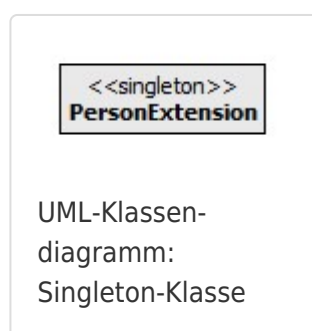 <<singleton>>
PersonExtension
UML-Klassen-
diagramm:
Singleton-Klasse